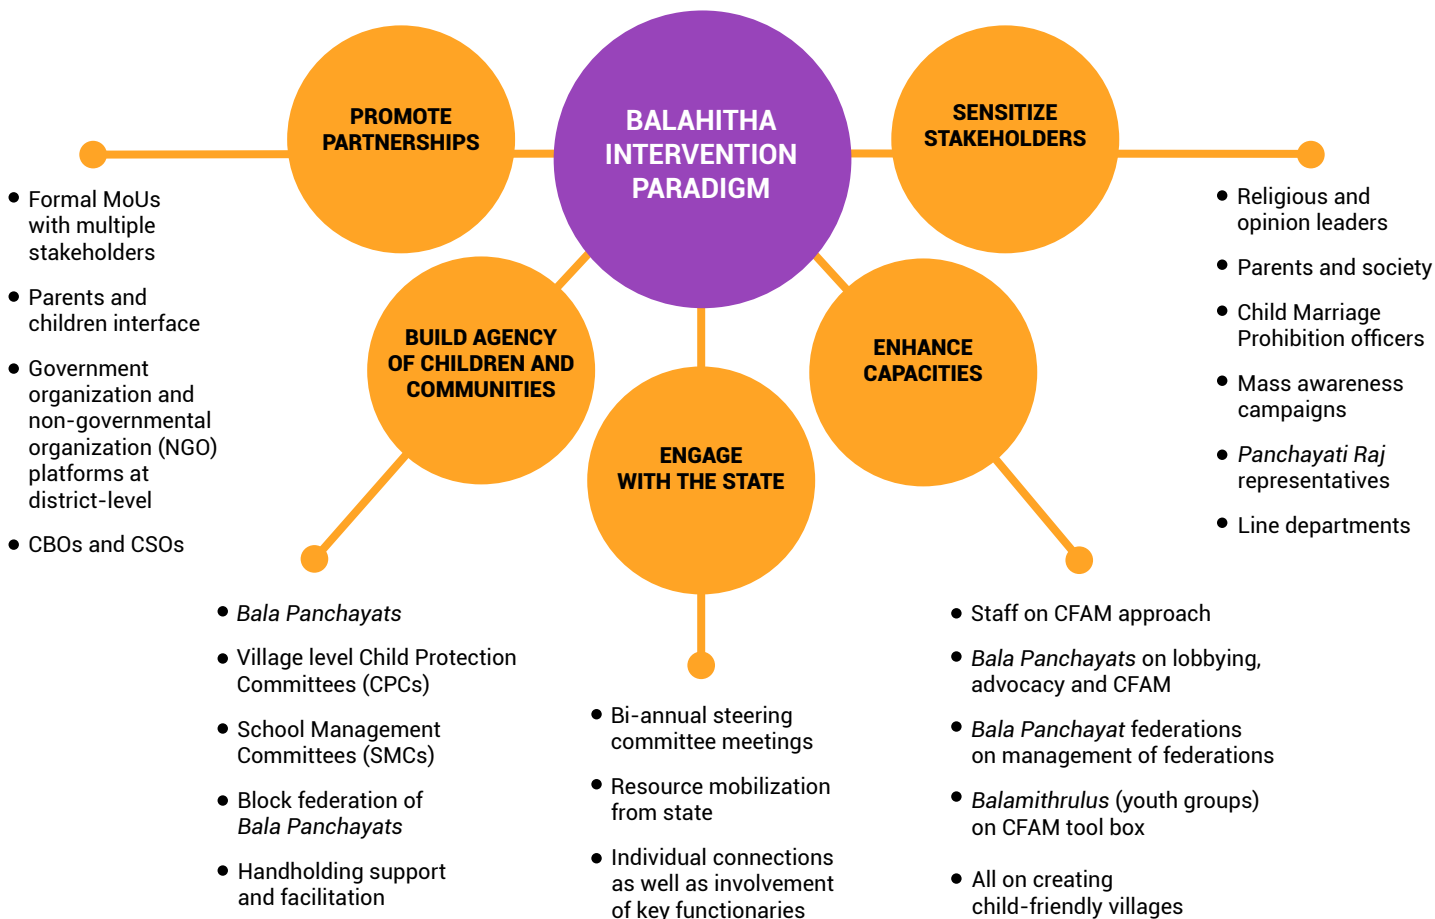 BALAHITHA
INTERVENTION
PARADIGM
PROMOTE
PARTNERSHIPS
Formal MoUs
with multiple
stakeholders
Parents and
children interface
Government
organization and
non-governmental
organization (NGO)
platforms at
district-level
CBOs and CSOs
BUILD AGENCY
OF CHILDREN AND
COMMUNITIES
Bala Panchayats
Village level Child Protection
Committees (CPCs)
School Management
Committees (SMCs)
Block federation of
Bala Panchayats
Handholding support
and facilitation
ENGAGE
WITH THE STATE
Bi-annual steering
committee meetings
Resource mobilization
from state
Individual connections
as well as involvement
of key functionaries
ENHANCE
CAPACITIES
Staff on CFAM approach
Bala Panchayats on lobbying,
advocacy and CFAM
Bala Panchayat federations
on management of federations
Balamithrulus (youth groups)
on CFAM tool box
All on creating
child-friendly villages
SENSITIZE
STAKEHOLDERS
Religious and
opinion leaders
Parents and society
Child Marriage
Prohibition officers
Mass awareness
campaigns
Panchayati Raj
representatives
Line departments